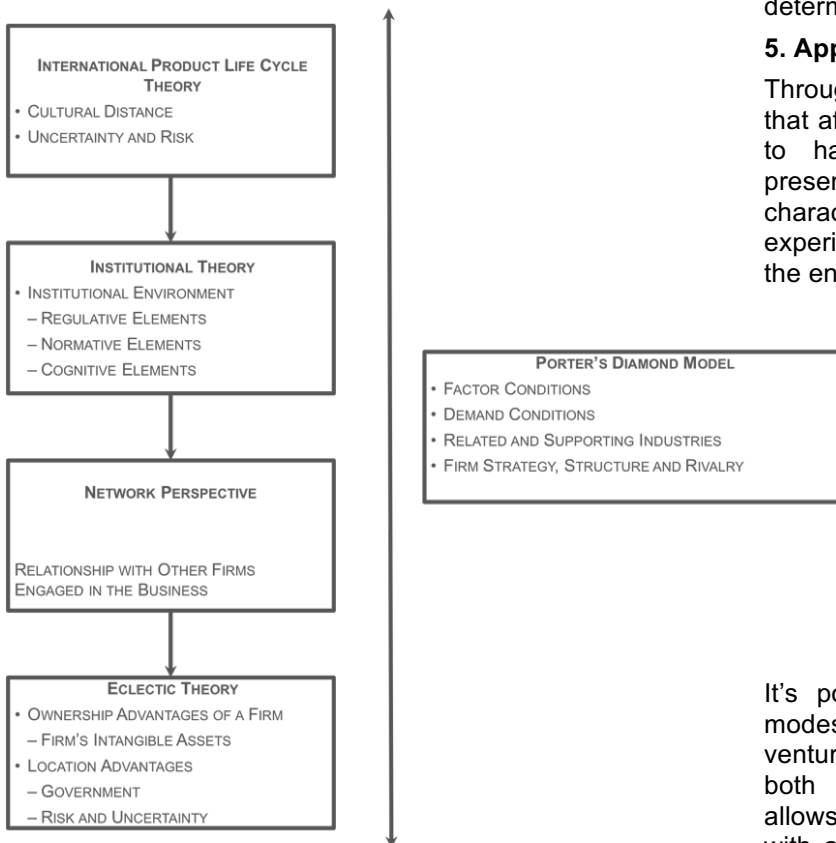 INTERNATIONAL PRODUCT LIFE CYCLE
THEORY
• CULTURAL DISTANCE
• UNCERTAINTY AND RISK
INSTITUTIONAL THEORY
• INSTITUTIONAL ENVIRONMENT
– REGULATIVE ELEMENTS
– NORMATIVE ELEMENTS
– COGNITIVE ELEMENTS
NETWORK PERSPECTIVE
RELATIONSHIP WITH OTHER FIRMS
ENGAGED IN THE BUSINESS
ECLECTIC THEORY
• OWNERSHIP ADVANTAGES OF A FIRM
– FIRM'S INTANGIBLE ASSETS
• LOCATION ADVANTAGES
– GOVERNMENT
– RISK AND UNCERTAINTY
PORTER'S DIAMOND MODEL
• FACTOR CONDITIONS
• DEMAND CONDITIONS
• RELATED AND SUPPORTING INDUSTRIES
• FIRM STRATEGY, STRUCTURE AND RIVALRY
5. App
Throug
that af
to ha
preser
charac
experi
the en
It's po
modes
ventur
both
allows